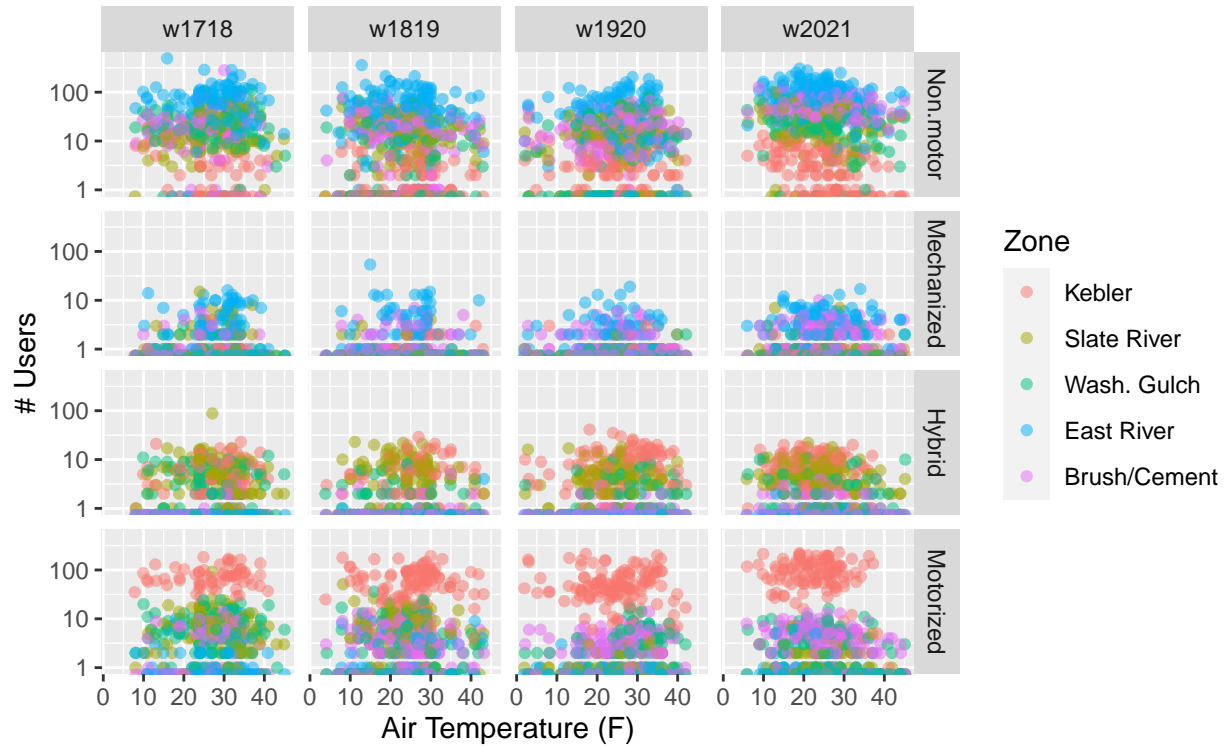 w1718 w1819 w1920 w2021
100
10
1
Non.motor
100
10
1
Mechanized
100
10
1
Hybrid
100
10
1
Motorized
# Users
0 10 20 30 40 0 10 20 30 40 0 10 20 30 40 0 10 20 30 40
Air Temperature (F)
Zone
Kebler
Slate River
Wash. Gulch
East River
Brush/Cement